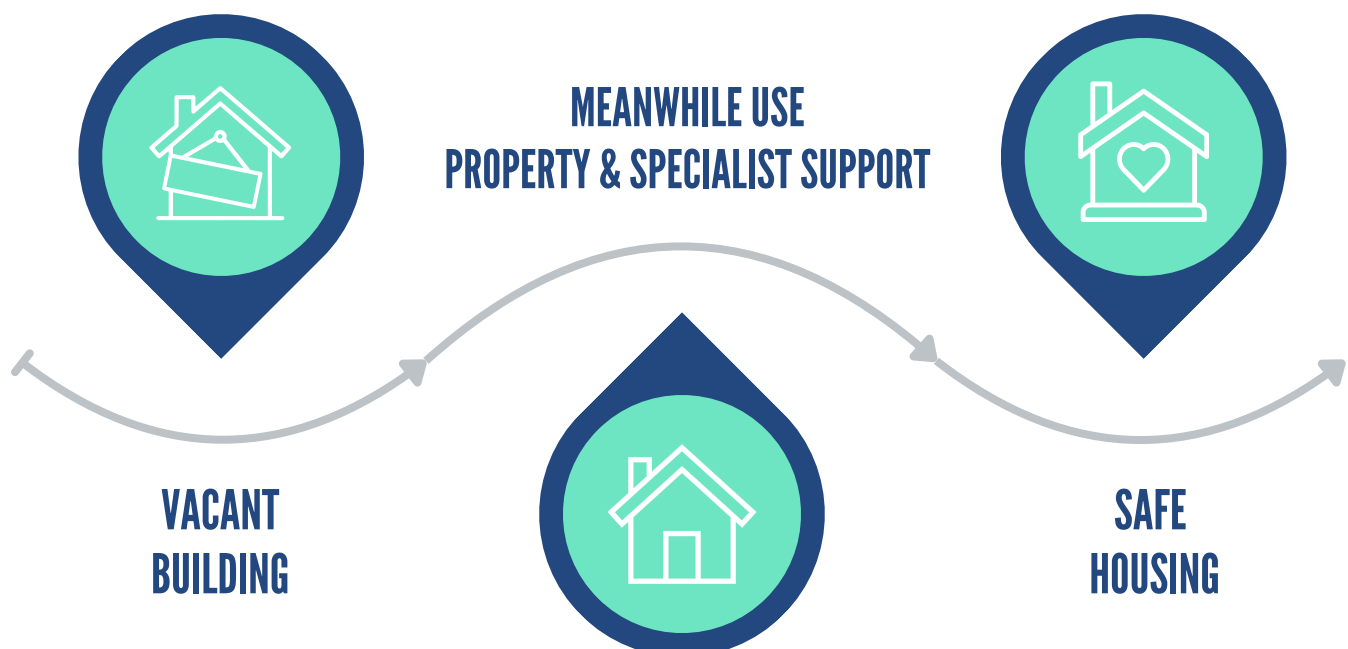 MEANWHILE USE
PROPERTY & SPECIALIST SUPPORT
VACANT
BUILDING
SAFE
HOUSING